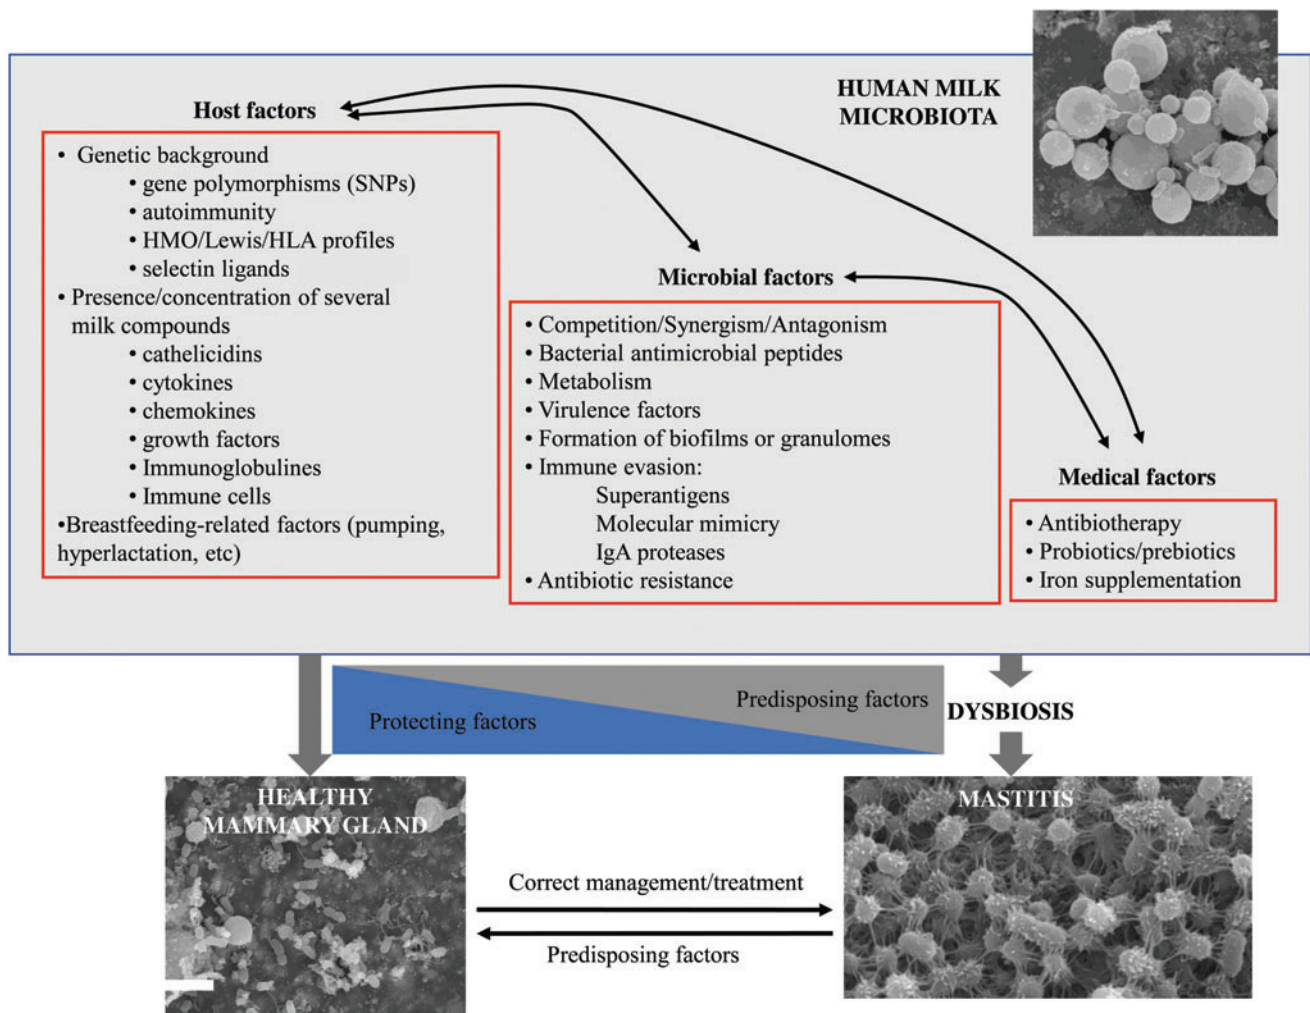 HUMAN MILK
MICROBIOTA
Host factors
• Genetic background
• gene polymorphisms (SNPs)
• autoimmunity
• HMO/Lewis/HLA profiles
• selectin ligands
• Presence/concentration of several
milk compounds
• cathelicidins
• cytokines
• chemokines
• growth factors
• Immunoglobulines
• Immune cells
•Breastfeeding-related factors (pumping,
hyperlactation, etc)
Microbial factors
• Competition/Synergism/Antagonism
• Bacterial antimicrobial peptides
• Metabolism
• Virulence factors
• Formation of biofilms or granulomes
• Immune evasion:
Superantigens
Molecular mimicry
IgA proteases
• Antibiotic resistance
Medical factors
• Antibiotherapy
• Probiotics/prebiotics
• Iron supplementation
Protecting factors
Predisposing factors
DYSBIOSIS
HEALTHY
MAMMARY GLAND
MASTITIS
Correct management/treatment
Predisposing factors